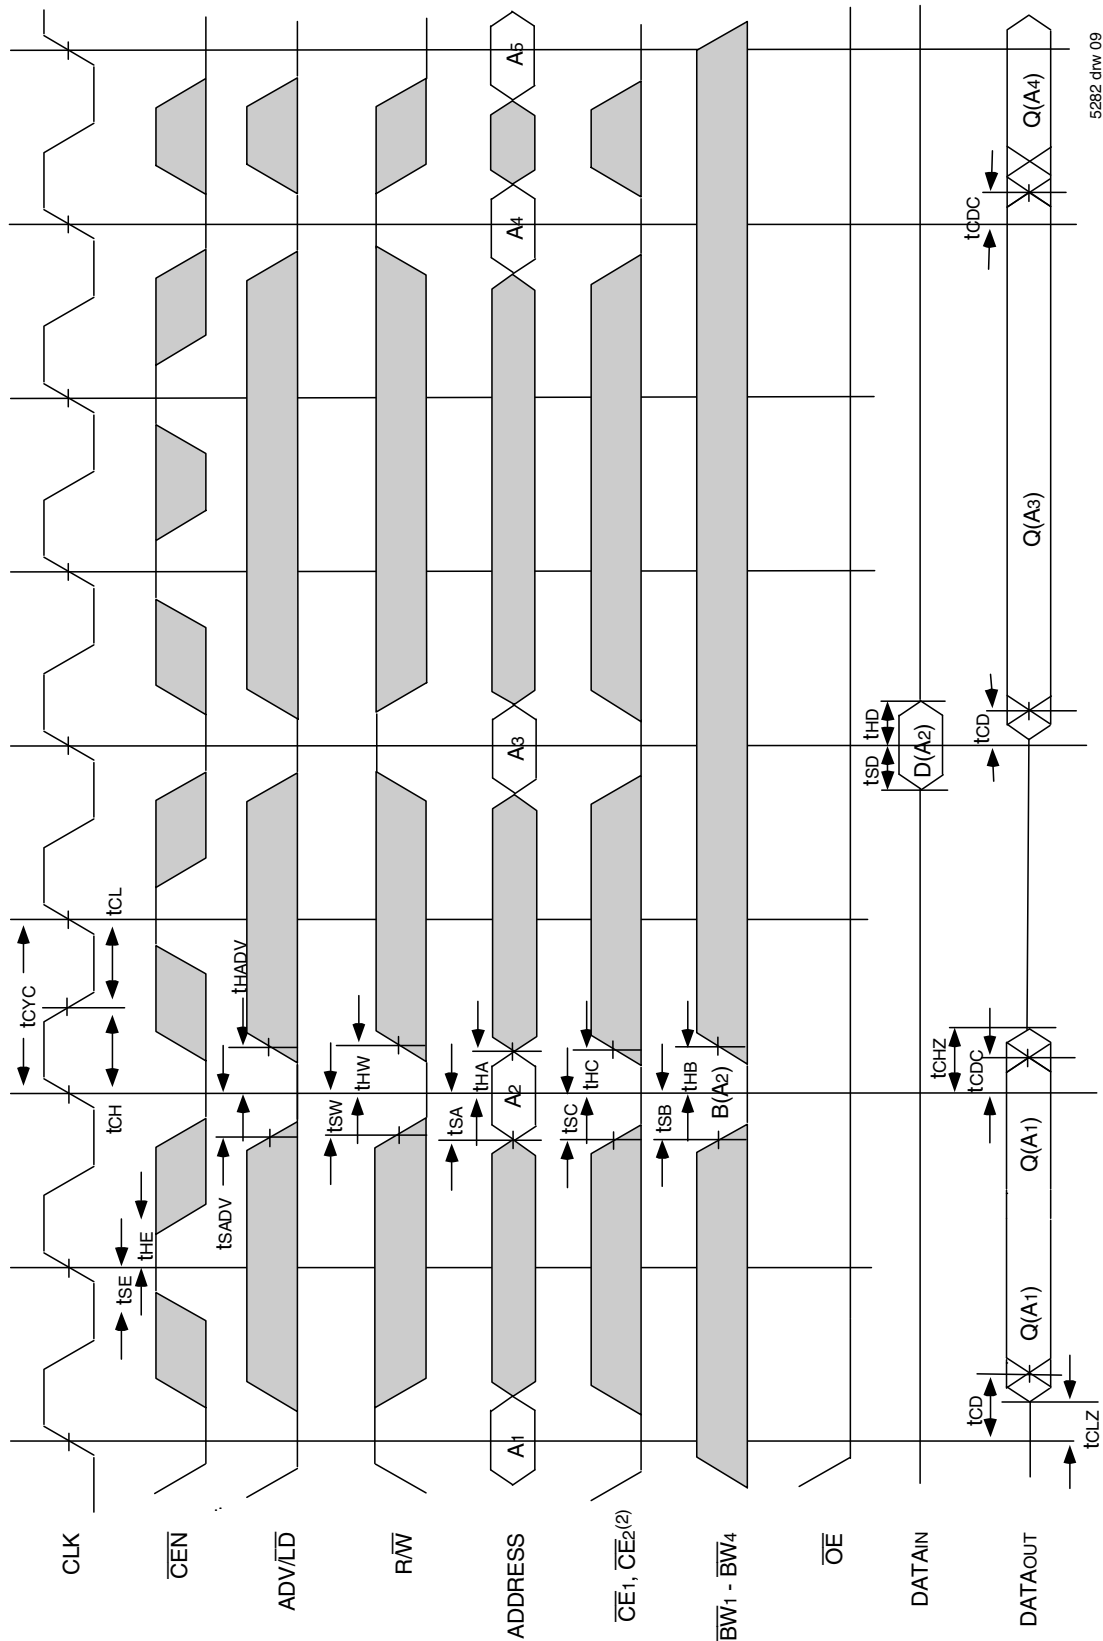 CLK
tCYC
tCH
tCL
CEN
tSE
tHE
ADV/LD
tSADV
tHADV
R/W
tSW
tHW
ADDRESS
A1
tSA
tHA
A2
A3
A4
A5
CE1, CE2(2)
tSC
tHC
BW1 - BW4
tSB
tHB
B(A2)
OE
DATAIN
tSD
tHD
D(A2)
DATAOUT
tCLZ
tCD
Q(A1)
Q(A1)
tCDC
tCHZ
tCD
Q(A3)
tCDC
Q(A4)
5282 drw 09